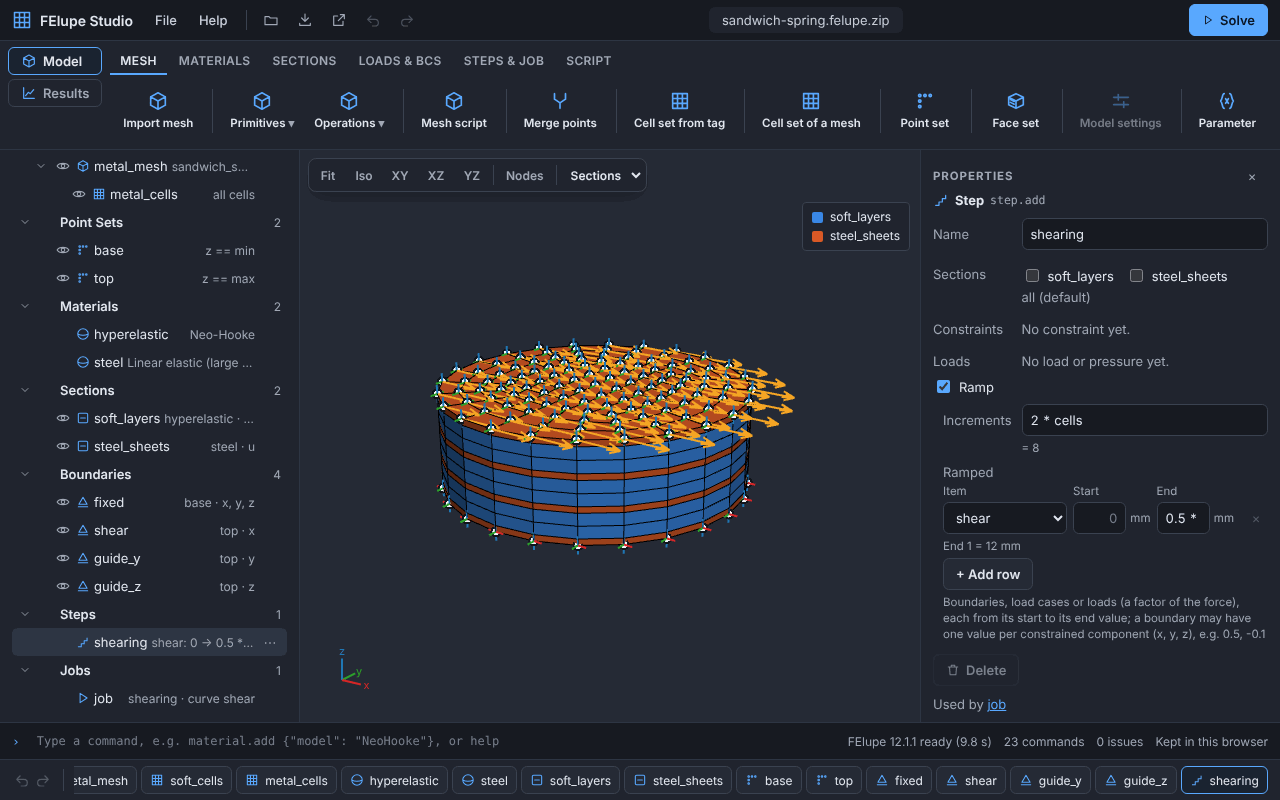 FElupe Studio File Help sandwich-spring.felupe.zip Solve
Model MESH MATERIALS SECTIONS LOADS & BCS STEPS & JOB SCRIPT
Results
Import mesh Primitives ▾ Operations ▾ Mesh script Merge points Cell set from tag Cell set of a mesh Point set Face set Model settings Parameter
metal_mesh sandwich_s...
metal_cells all cells
Point Sets 2
base z == min
top z == max
Materials 2
hyperelastic Neo-Hooke
steel Linear elastic (large ...
Sections 2
soft_layers hyperelastic · ...
steel_sheets steel · u
Boundaries 4
fixed base · x, y, z
shear top · x
guide_y top · y
guide_z top · z
Steps 1
shearing shear: 0 → 0.5 *... ···
Jobs 1
job shearing · curve shear
Fit Iso XY XZ YZ Nodes Sections
soft_layers
steel_sheets
z
y
x
PROPERTIES ×
Step step.add
Name shearing
Sections soft_layers steel_sheets
all (default)
Constraints No constraint yet.
Loads No load or pressure yet.
Ramp
Increments 2 * cells
= 8
Ramped
Item Start End
shear 0 mm 0.5 * mm ×
End 1 = 12 mm
+ Add row
Boundaries, load cases or loads (a factor of the force),
each from its start to its end value; a boundary may have
one value per constrained component (x, y, z), e.g. 0.5, -0.1
Delete
Used by job
› Type a command, e.g. material.add {"model": "NeoHooke"}, or help FElupe 12.1.1 ready (9.8 s) 23 commands 0 issues Kept in this browser
etal_mesh soft_cells metal_cells hyperelastic steel soft_layers steel_sheets base top fixed shear guide_y guide_z shearing